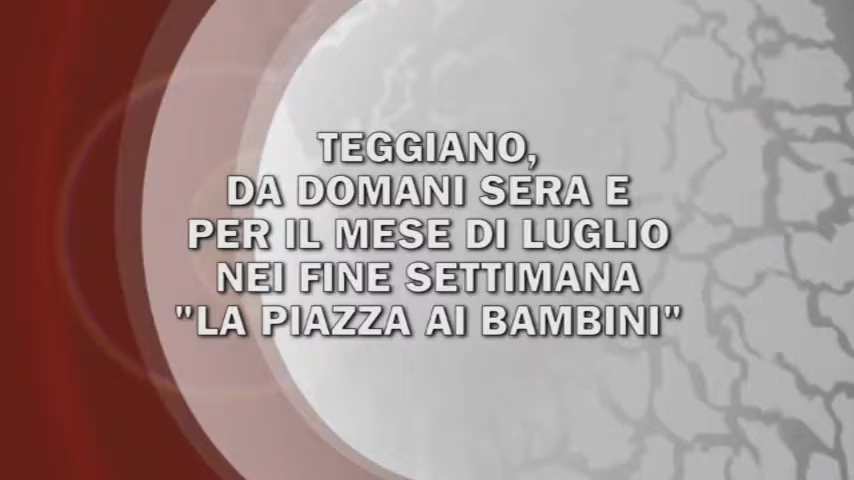 TEGGIANO,
DA DOMANI SERA E
PER IL MESE DI LUGLIO
NEI FINE SETTIMANA
"LA PIAZZA AI BAMBINI"